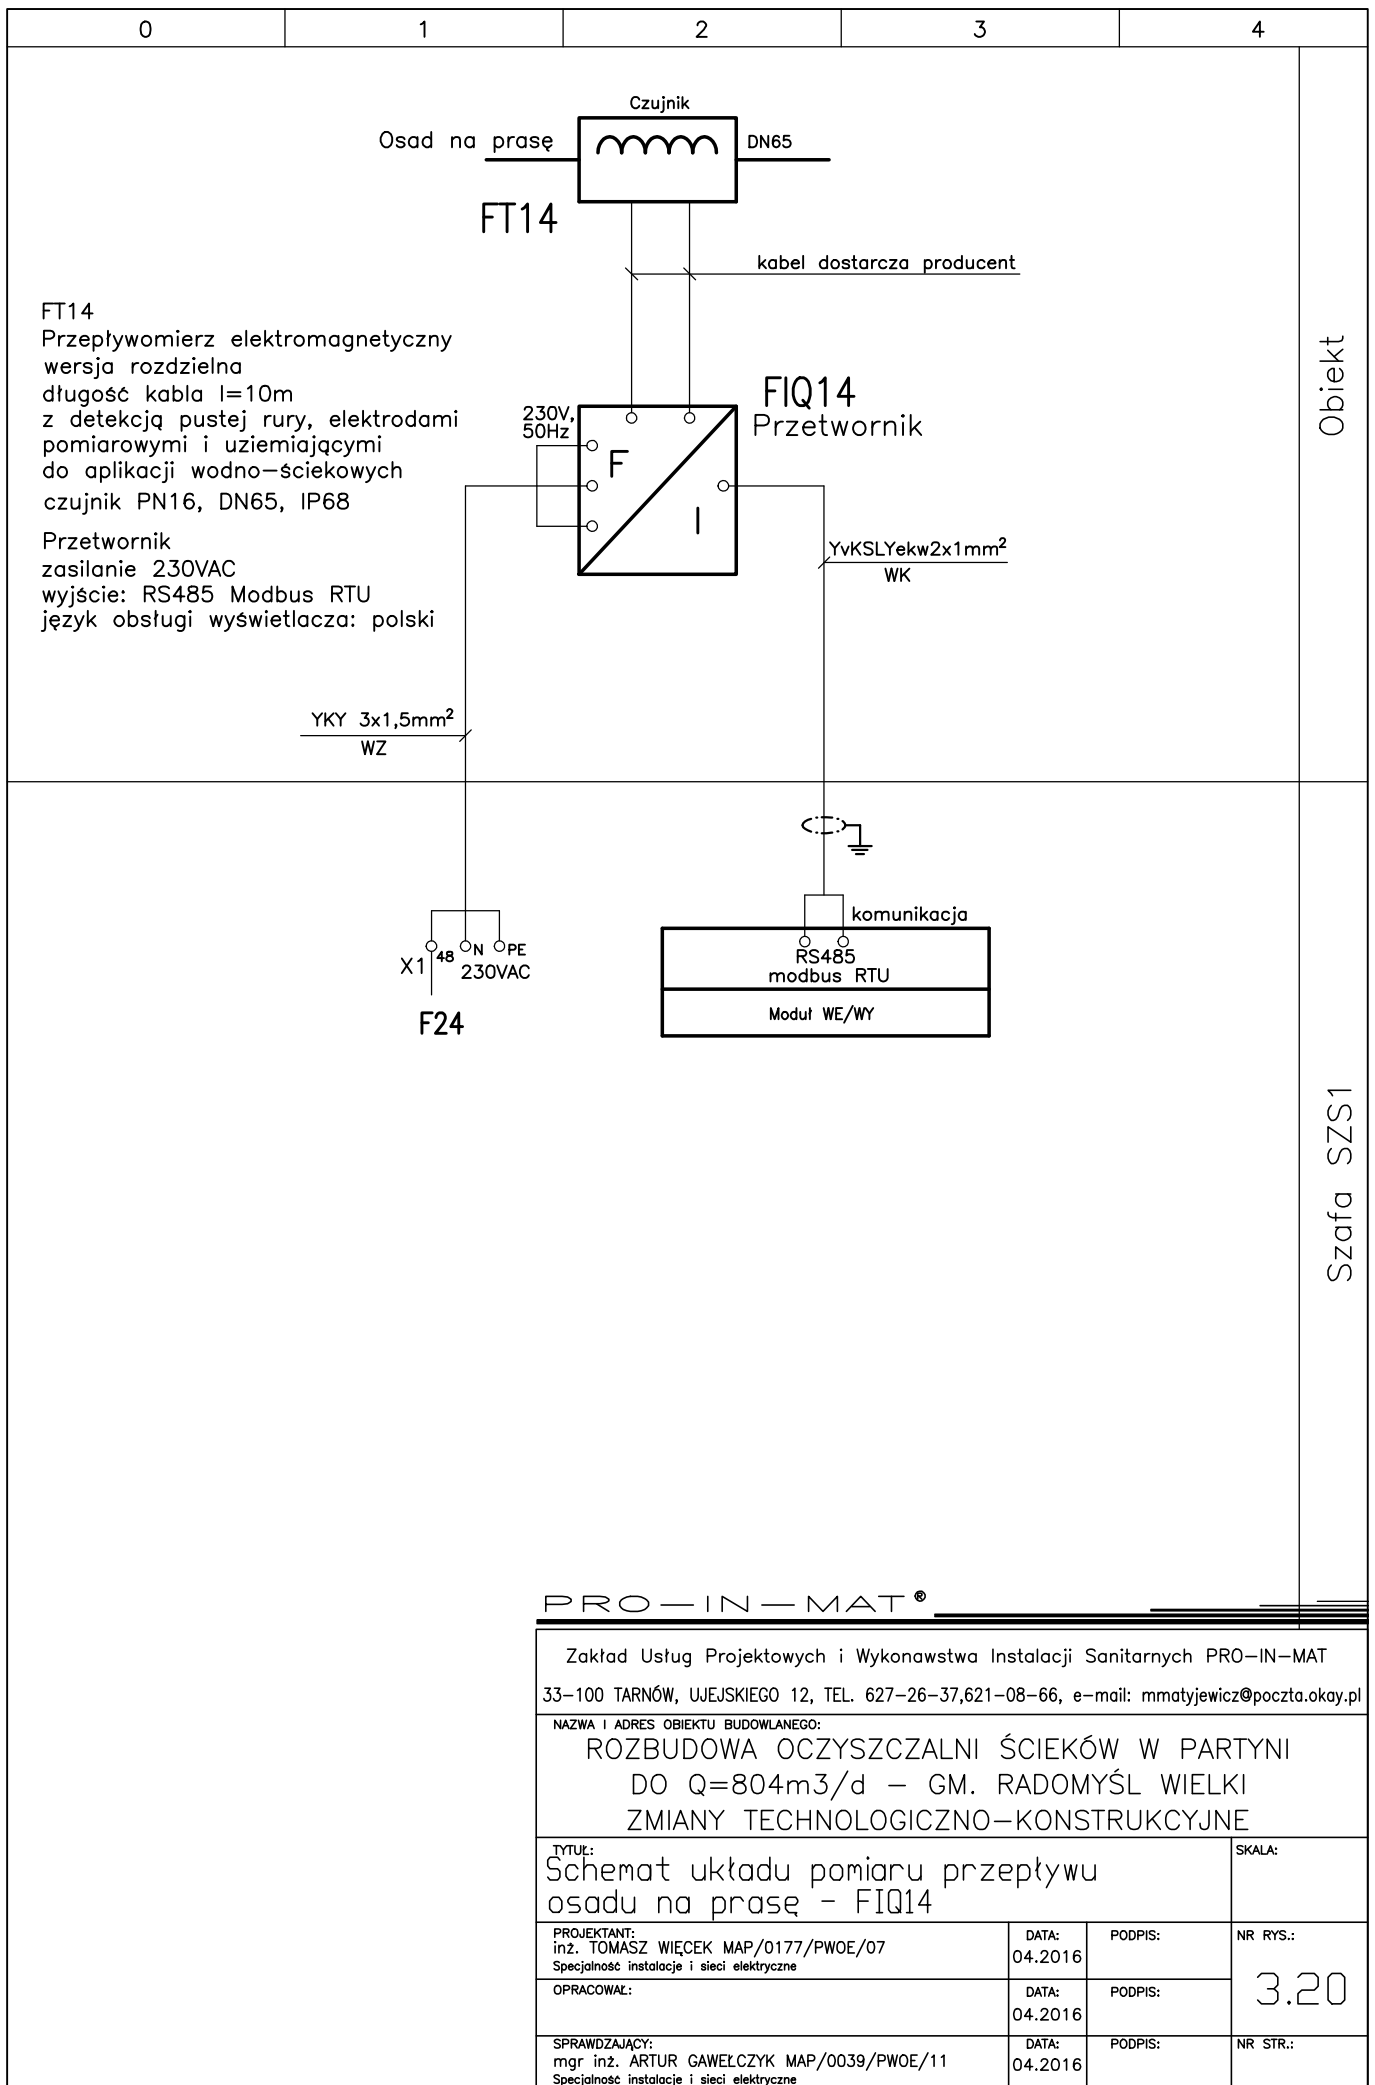 0 1 2 3 4
Czujnik
Osad na prasę
DN65
FT14
kabel dostarcza producent
FT14
Przepływomierz elektromagnetyczny
wersja rozdzielna
długość kabla l=10m
z detekcją pustej rury, elektrodami
pomiarowymi i uziemiającymi
do aplikacji wodno-ściekowych
czujnik PN16, DN65, IP68
Przetwornik
zasilanie 230VAC
wyjście: RS485 Modbus RTU
język obsługi wyświetlacza: polski
FIQ14
Przetwornik
230V,
50Hz
F
I
YvKSLYekw2x1mm²
WK
Obiekt
YKY 3x1,5mm²
WZ
komunikacja
X1 48 N PE
230VAC
F24
RS485
modbus RTU
Moduł WE/WY
Szafa SZS1
PRO-IN-MAT®
Zakład Usług Projektowych i Wykonawstwa Instalacji Sanitarnych PRO-IN-MAT
33-100 TARNÓW, UJEJSKIEGO 12, TEL. 627-26-37,621-08-66, e-mail: mmatyjewicz@poczta.okay.pl
NAZWA I ADRES OBIEKTU BUDOWLANEGO:
ROZBUDOWA OCZYSZCZALNI ŚCIEKÓW W PARTYNI
DO Q=804m3/d - GM. RADOMYŚL WIELKI
ZMIANY TECHNOLOGICZNO-KONSTRUKCYJNE
TYTUŁ:
Schemat układu pomiaru przepływu
osadu na prasę - FIQ14
SKALA:
PROJEKTANT:
inż. TOMASZ WIĘCEK MAP/0177/PWOE/07
Specjalność instalacje i sieci elektryczne
DATA:
04.2016
PODPIS:
NR RYS.:
3.20
OPRACOWAŁ:
DATA:
04.2016
PODPIS:
SPRAWDZAJĄCY:
mgr inż. ARTUR GAWEŁCZYK MAP/0039/PWOE/11
Specjalność instalacje i sieci elektryczne
DATA:
04.2016
PODPIS:
NR STR.: